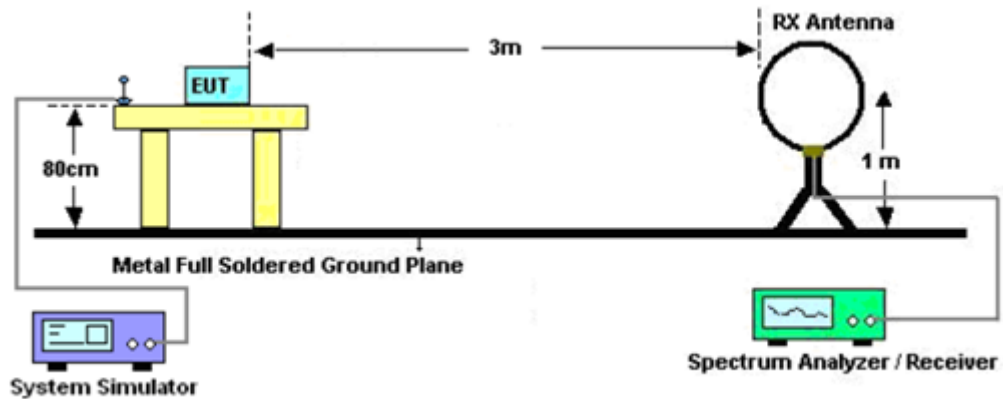 RX Antenna
3m
EUT
80cm
1 m
Metal Full Soldered Ground Plane
System Simulator
Spectrum Analyzer / Receiver